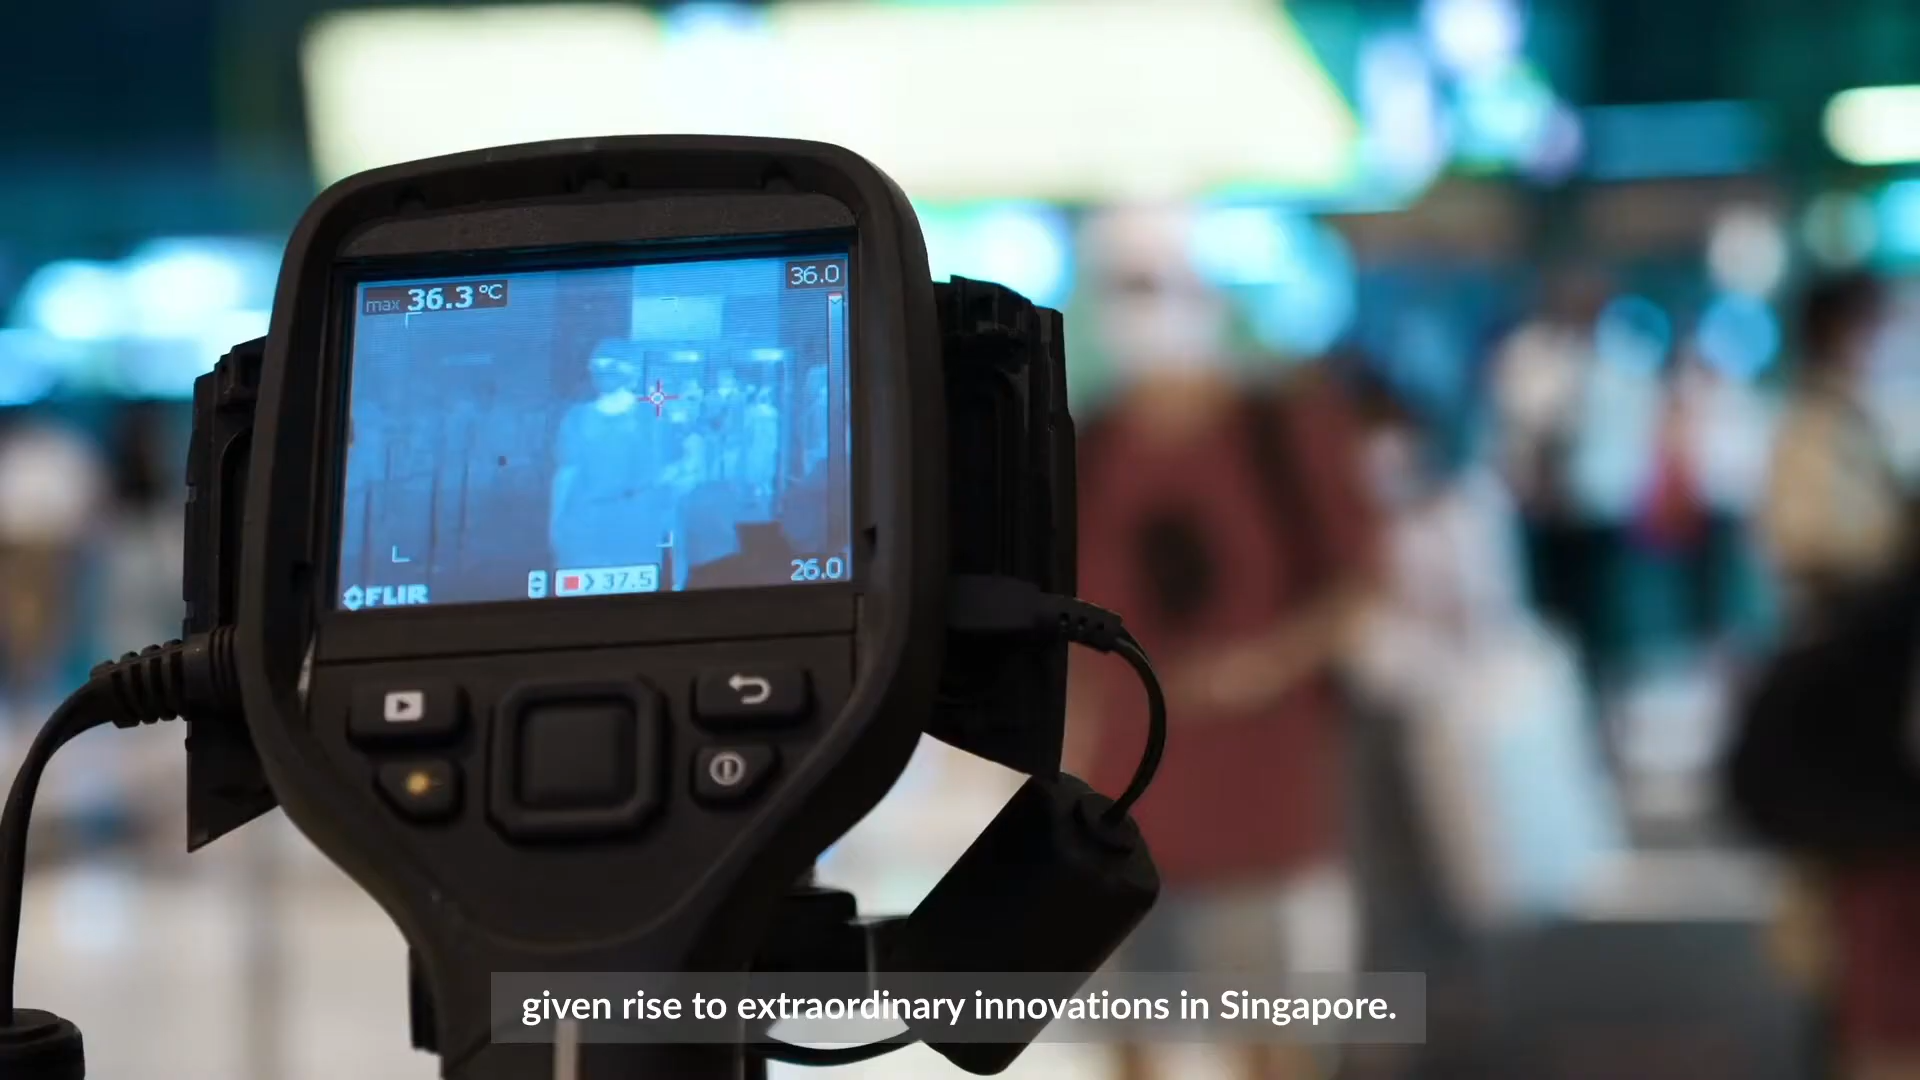 max 36.3 °C
36.0
26.0
FLIR
37.5
given rise to extraordinary innovations in Singapore.